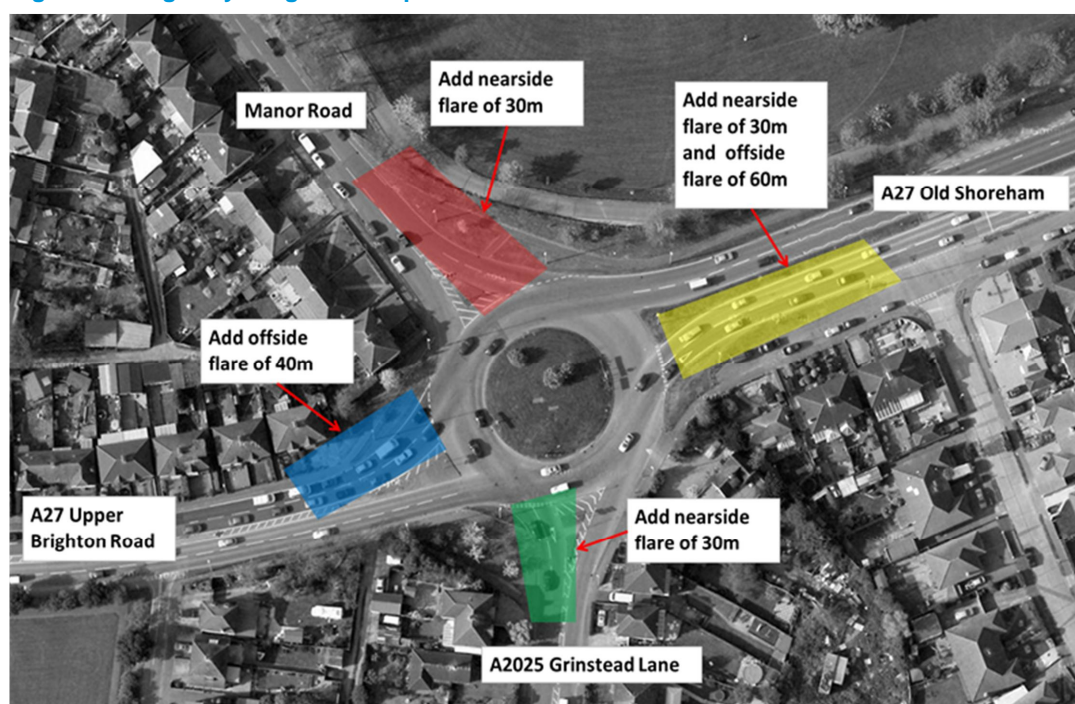 Manor Road
Add nearside
flare of 30m
Add nearside
flare of 30m
and offside
flare of 60m
A27 Old Shoreham
Add offside
flare of 40m
A27 Upper
Brighton Road
Add nearside
flare of 30m
A2025 Grinstead Lane